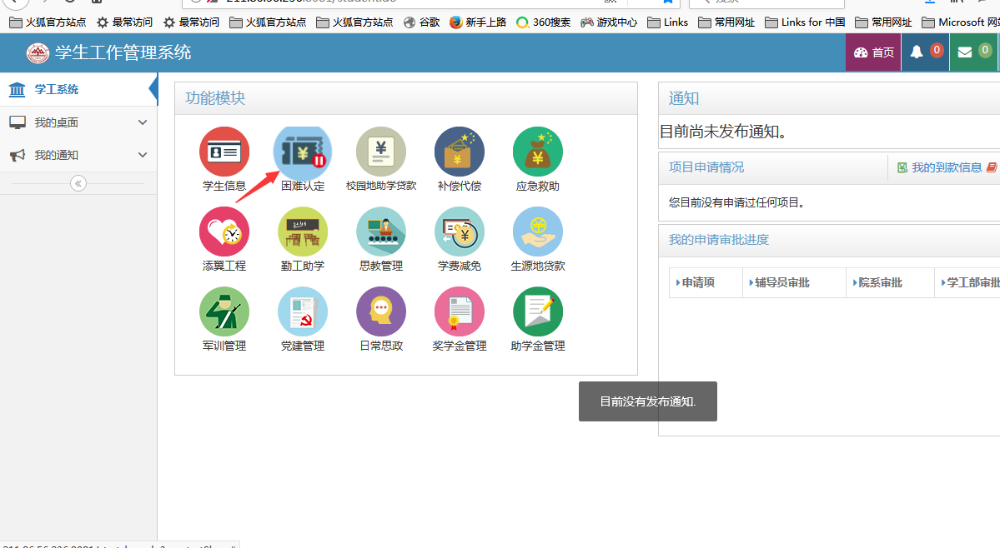 火狐官方站点 最常访问 最常访问 火狐官方站点 火狐官方站点 谷歌 新手上路 360搜索 游戏中心 Links 常用网址 Links for 中国 常用网址 Microsoft
学生工作管理系统
首页 0 0
学工系统
我的桌面
我的通知
功能模块
学生信息 困难认定 校园地助学贷款 补偿代偿 应急救助
添翼工程 勤工助学 思教管理 学费减免 生源地贷款
军训管理 党建管理 日常思政 奖学金管理 助学金管理
通知
目前尚未发布通知。
项目申请情况 我的到款信息
您目前没有申请过任何项目。
我的申请审批进度
申请项 辅导员审批 院系审批 学工部审批
目前没有发布通知.